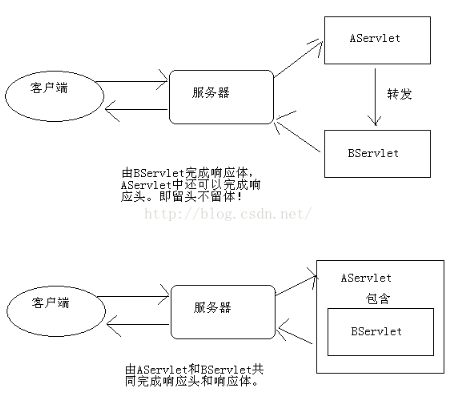 AServlet
客户端
服务器
转发
BServlet
由BServlet完成响应体,
AServlet中还可以完成响
应头。即留头不留体!
http://blog.csdn.net/
AServlet
客户端
服务器
包含
BServlet
由AServlet和BServlet共
同完成响应头和响应体。